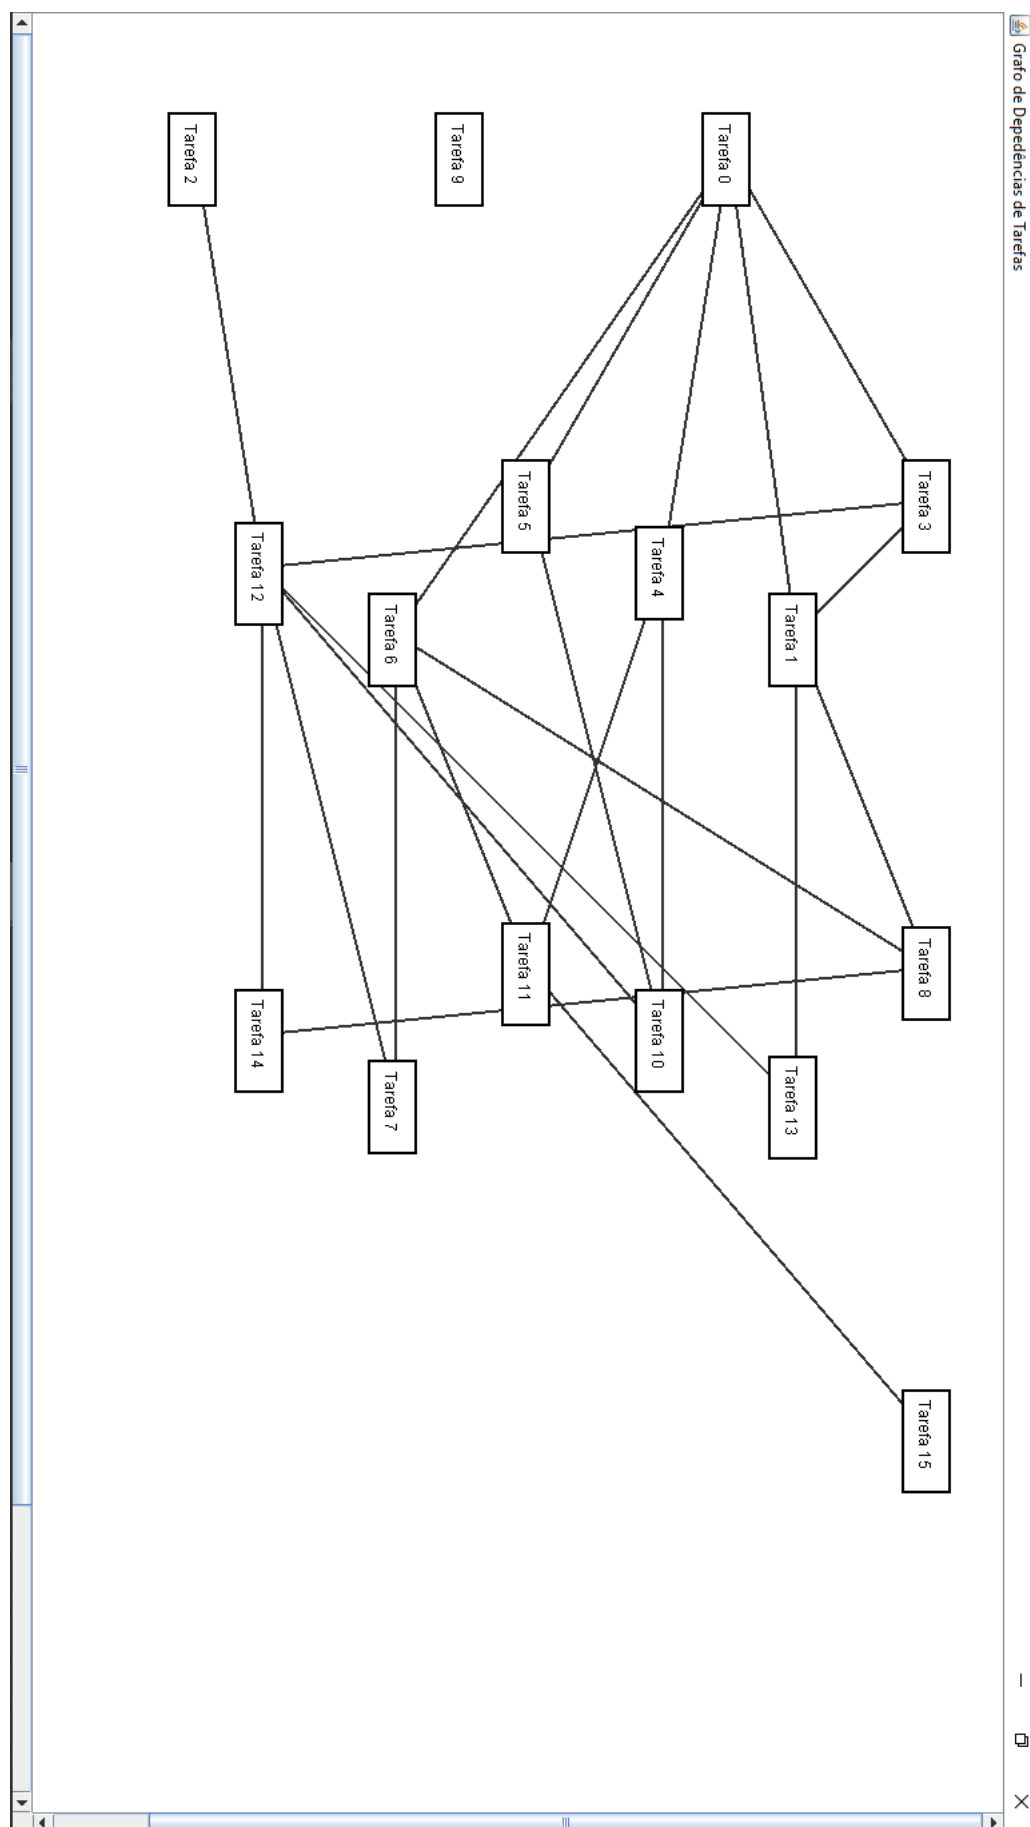 Grafo de Depedências de Tarefas
Tarefa 3
Tarefa 8
Tarefa 15
Tarefa 1
Tarefa 13
Tarefa 0
Tarefa 4
Tarefa 10
Tarefa 5
Tarefa 11
Tarefa 9
Tarefa 6
Tarefa 7
Tarefa 12
Tarefa 14
Tarefa 2